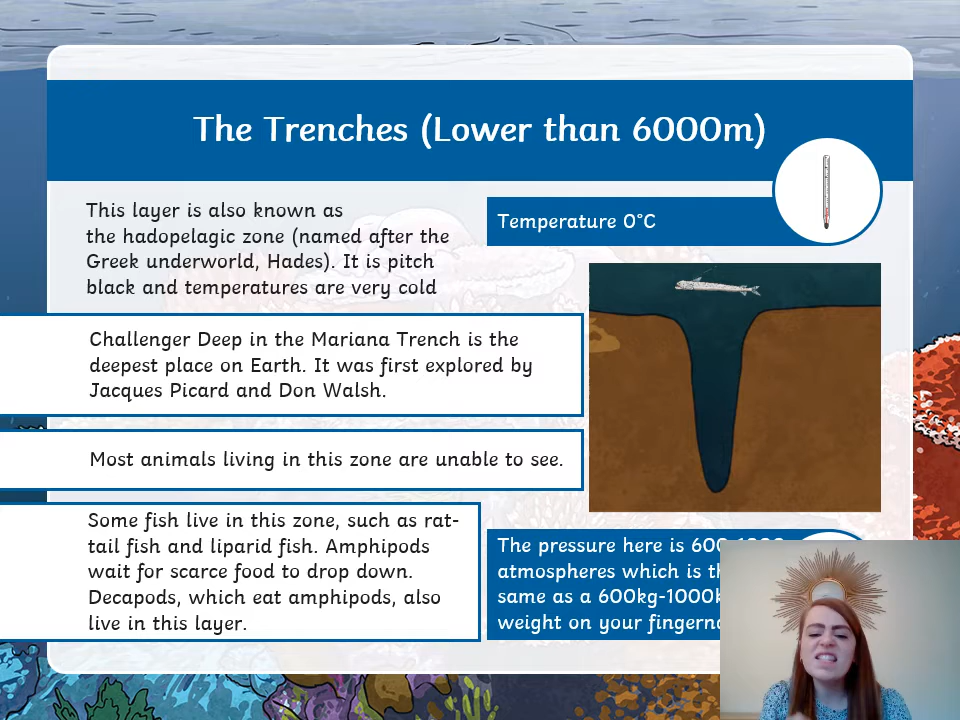 The Trenches (Lower than 6000m)
This layer is also known as
the hadopelagic zone (named after the
Greek underworld, Hades). It is pitch
black and temperatures are very cold
Temperature 0°C
Challenger Deep in the Mariana Trench is the
deepest place on Earth. It was first explored by
Jacques Picard and Don Walsh.
Most animals living in this zone are unable to see.
Some fish live in this zone, such as rat-
tail fish and liparid fish. Amphipods
wait for scarce food to drop down.
Decapods, which eat amphipods, also
live in this layer.
The pressure here is
atmospheres which is
same as a
weight on your